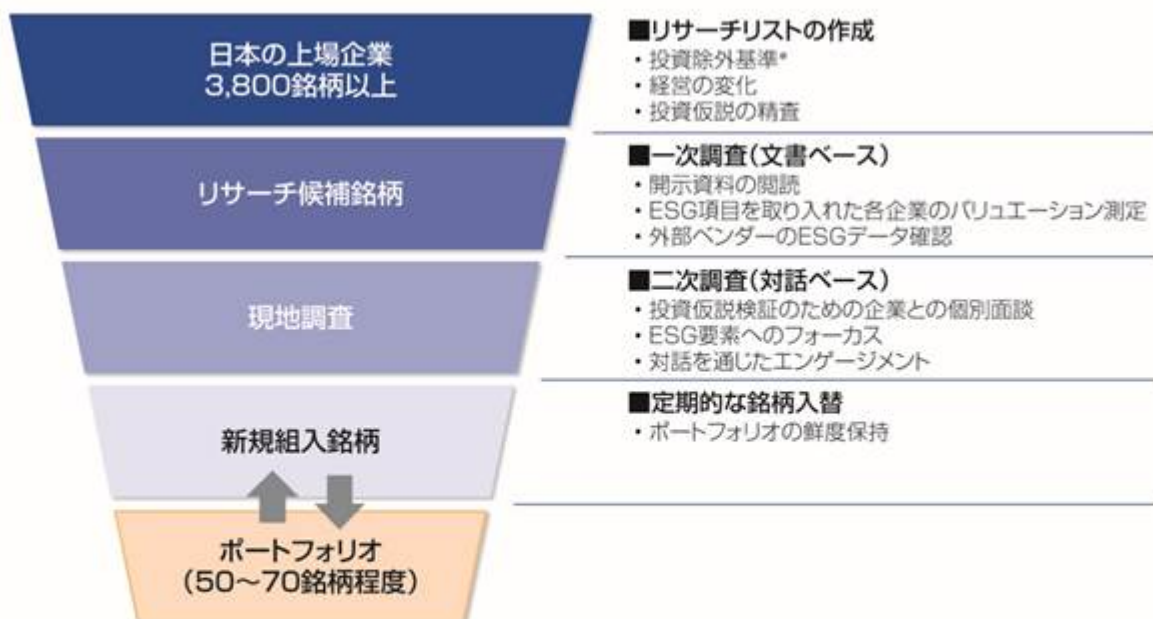 日本の上場企業
3,800銘柄以上
■リサーチリストの作成
・投資除外基準*
・経営の変化
・投資仮説の精査
リサーチ候補銘柄
■一次調査(文書ベース)
・開示資料の閲読
・ESG項目を取り入れた各企業のバリュエーション測定
・外部ベンダーのESGデータ確認
現地調査
■二次調査(対話ベース)
・投資仮説検証のための企業との個別面談
・ESG要素へのフォーカス
・対話を通じたエンゲージメント
新規組入銘柄
■定期的な銘柄入替
・ポートフォリオの鮮度保持
ポートフォリオ
(50～70銘柄程度)